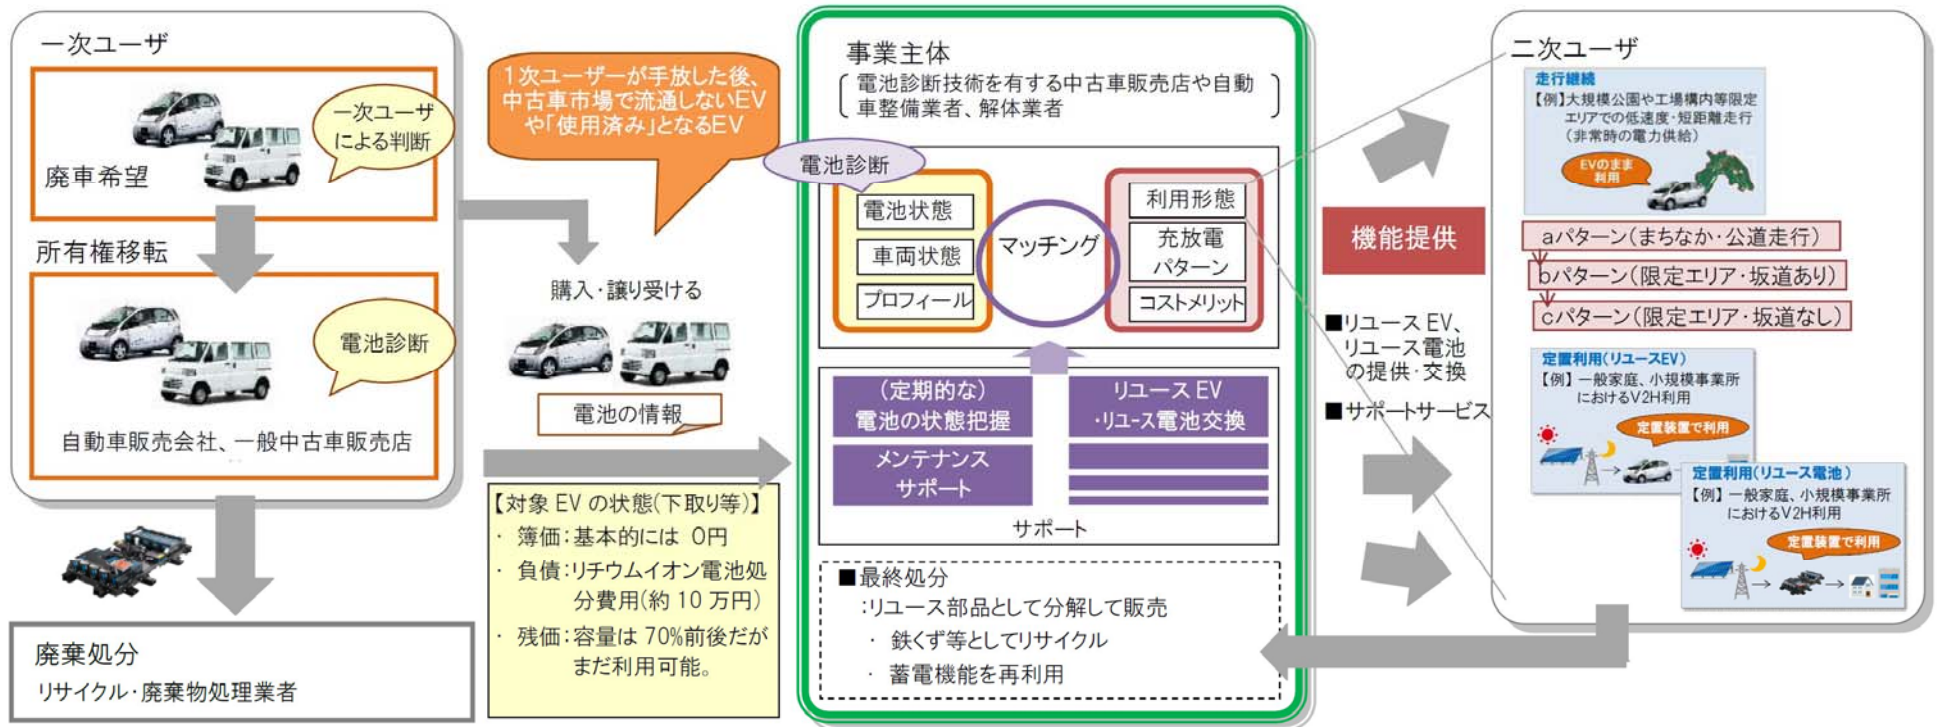 一次ユーザ
一次ユーザ
による判断
廃車希望
所有権移転
電池診断
自動車販売会社、一般中古車販売店
廃棄処分
リサイクル・廃棄物処理業者
1次ユーザーが手放した後、
中古車市場で流通しないEV
や「使用済み」となるEV
購入・譲り受ける
電池の情報
【対象 EV の状態(下取り等)】
・ 簿価:基本的には 0円
・ 負債:リチウムイオン電池処
分費用(約 10 万円)
・ 残価:容量は 70%前後だが
まだ利用可能。
事業主体
電池診断技術を有する中古車販売店や自動
車整備業者、解体業者
電池診断
電池状態
車両状態
プロフィール
マッチング
利用形態
充放電
パターン
コストメリット
(定期的な)
電池の状態把握
リユース EV
・リユース電池交換
メンテナンス
サポート
サポート
■最終処分
:リユース部品として分解して販売
・ 鉄くず等としてリサイクル
・ 蓄電機能を再利用
機能提供
■リユース EV、
リユース電池
の提供・交換
■サポートサービス
二次ユーザ
走行継続
【例】大規模公園や工場構内等限定
エリアでの低速度・短距離走行
(非常時の電力供給)
EVのまま
利用
aパターン(まちなか・公道走行)
bパターン(限定エリア・坂道あり)
cパターン(限定エリア・坂道なし)
定置利用(リユースEV)
【例】一般家庭、小規模事業所
におけるV2H利用
定置装置で利用
定置利用(リユース電池)
【例】一般家庭、小規模事業所
におけるV2H利用
定置装置で利用